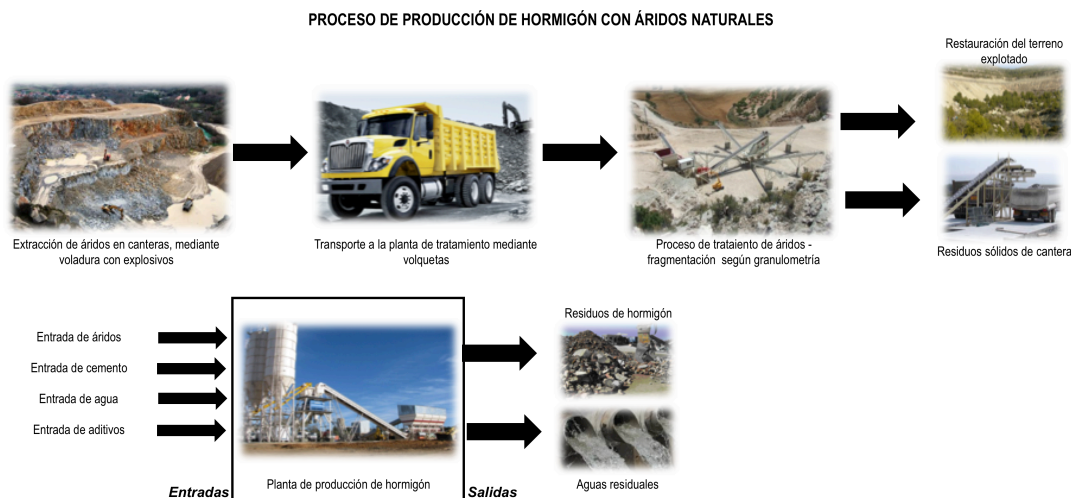 PROCESO DE PRODUCCIÓN DE HORMIGÓN CON ÁRIDOS NATURALES
Restauración del terreno
explotado
Extracción de áridos en canteras, mediante
voladura con explosivos
Transporte a la planta de tratamiento mediante
volquetas
Proceso de trataiento de áridos -
fragmentación según granulometría
Residuos sólidos de cantera
Entrada de áridos
Entrada de cemento
Entrada de agua
Entrada de aditivos
Residuos de hormigón
Entradas
Planta de producción de hormigón
Salidas
Aguas residuales